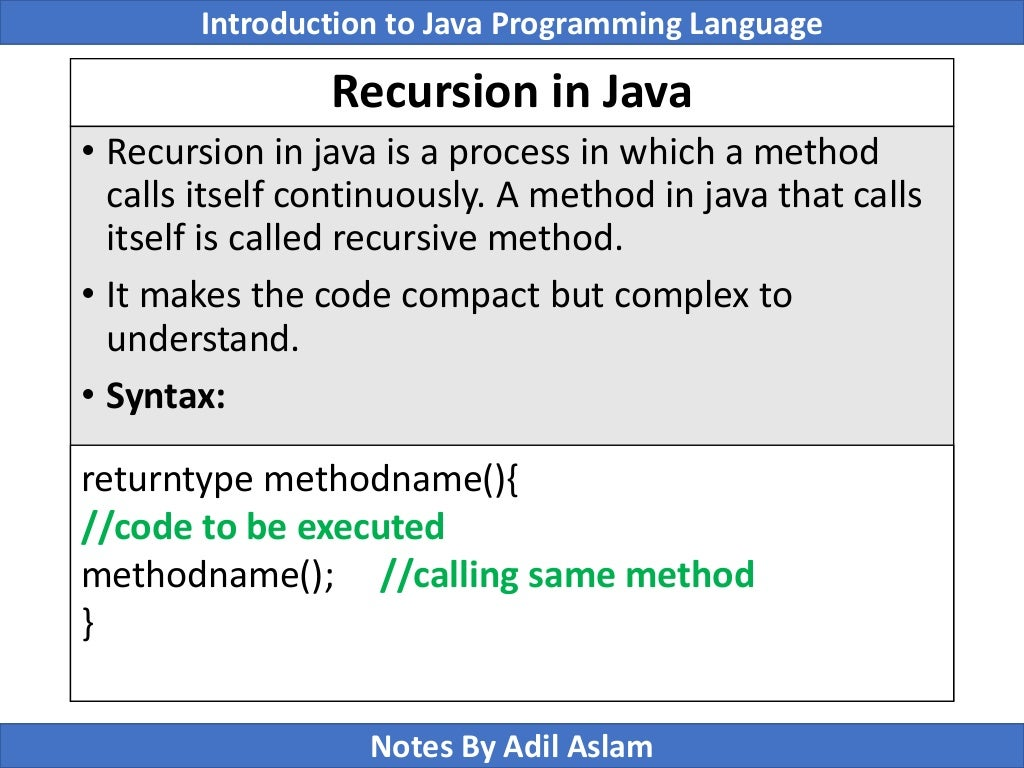 Introduction to Java Programming Language
Recursion in Java
• Recursion in java is a process in which a method
calls itself continuously. A method in java that calls
itself is called recursive method.
• It makes the code compact but complex to
understand.
• Syntax:
returntype methodname(){
//code to be executed
methodname(); //calling same method
}
Notes By Adil Aslam